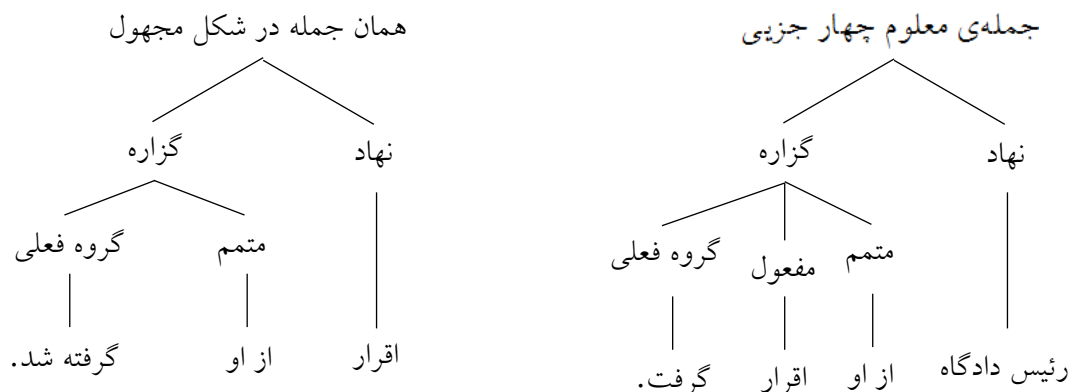 جمله‌ی معلوم چهار جزیی
همان جمله در شکل مجهول
نهاد
گزاره
نهاد
گزاره
متمم
مفعول
گروه فعلی
متمم
گروه فعلی
رئیس دادگاه
از او
اقرار
گرفت.
اقرار
از او
گرفته شد.